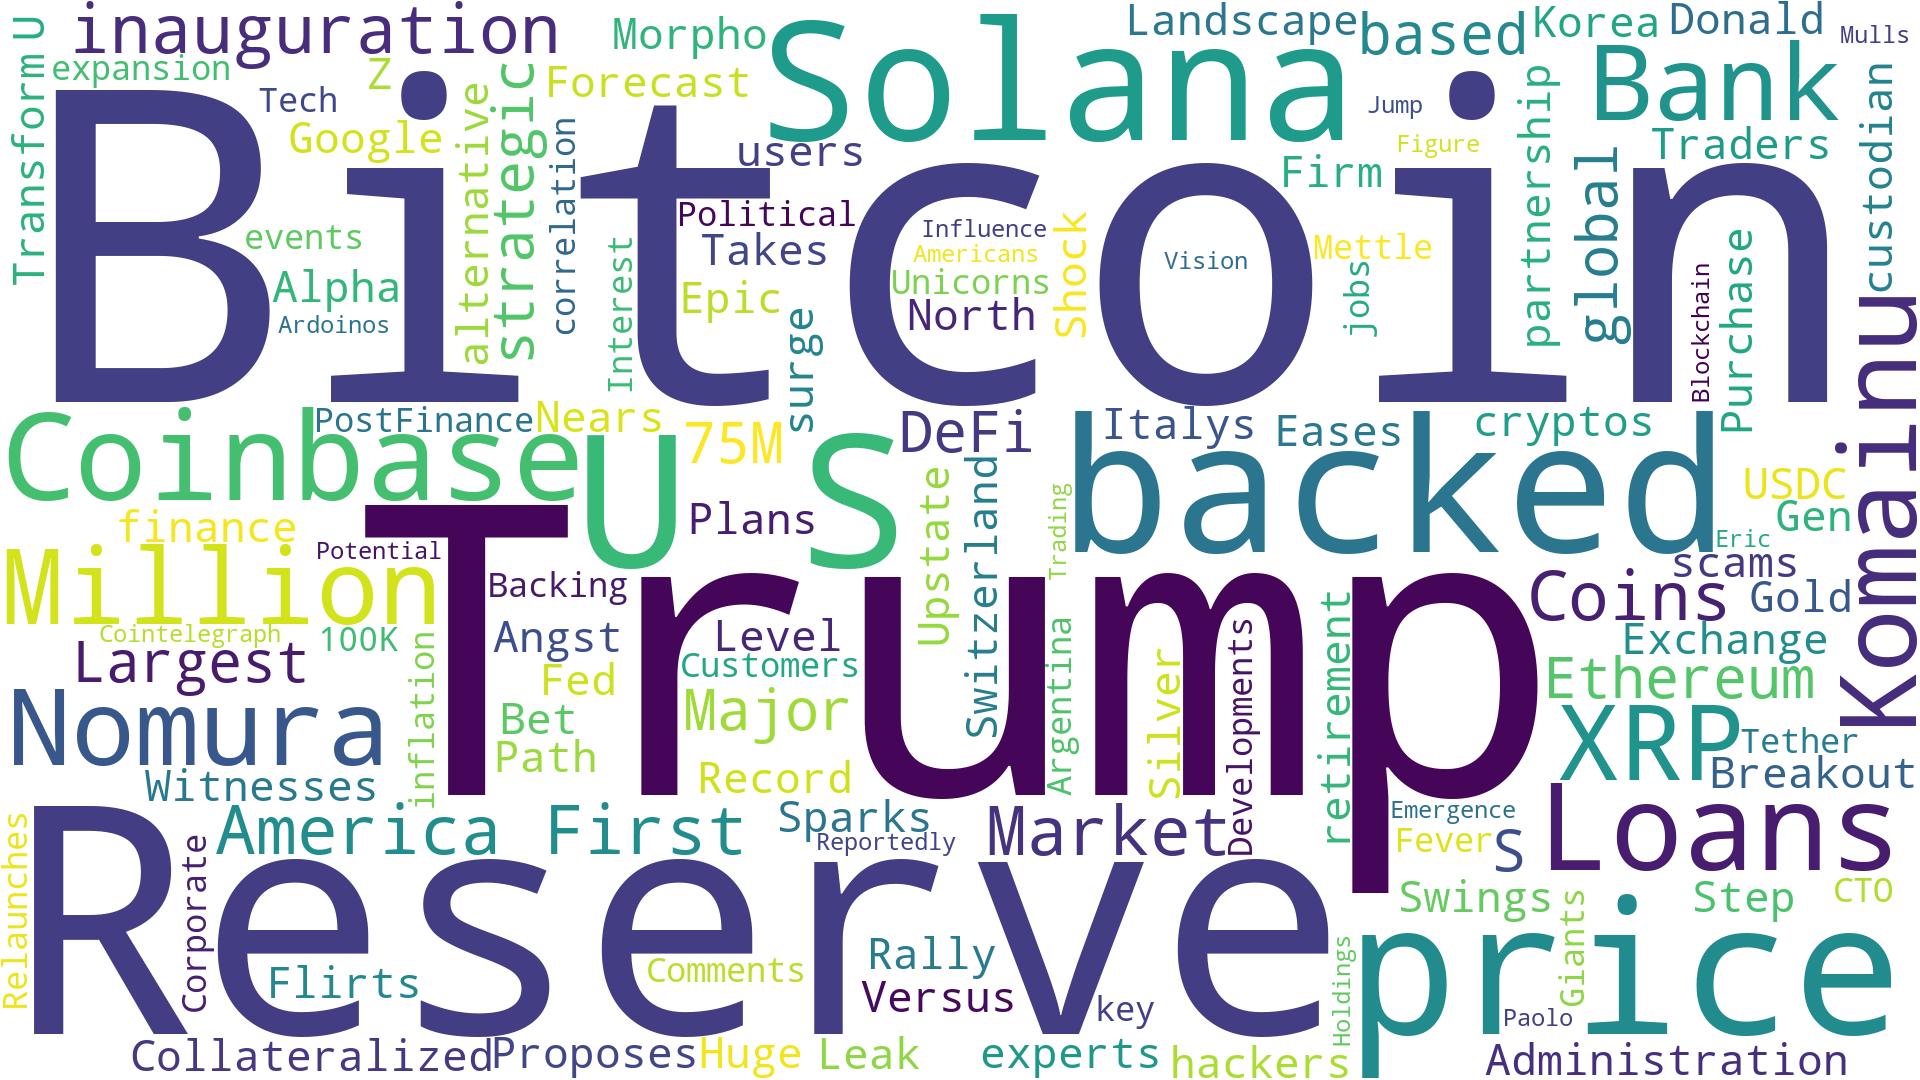 inauguration
Morpho
Solana
Landscape
based
Korea
Donald
Mulls
Transform U
expansion
Z
Tech
Google
alternative
strategic
Forecast
correlation
users
Jump
Figure
partnership
Bank
Traders
custodian
Bitcoin
Firm
global
events
Alpha
Ardoinos
Interest
Political
Takes
Epic
surge
Influence
Americans
Unicorns
North
Shock
Vision
Mettle
jobs
Blockchain
Purchase
Komainu
Coinbase
PostFinance
Nears
U S
75M
DeFi
Italys
Eases
backed
cryptos
USDC
Gen
Eric
finance
Potential
Plans
Upstate
Switzerland
Trading
scams
Million
Trump
Backing
Coins
Gold
Cointelegraph
100K
Angst
Level
Exchange
Largest
inflation
Fed
Customers
Argentina
Silver
Developments
retirement
Ethereum
Nomura
Bet
Path
Major
XRP
Tether
Breakout
Witnesses
Record
Relaunches
Corporate
America First
Sparks
Reportedly
Market
Emergence
Fever
S
Loans
Reserve
Swings
Giants
Step
CTO
Flirts
Comments
Rally
Versus
key
Holdings
price
Paolo
Collateralized
Proposes
Huge
Leak
experts
hackers
Administration